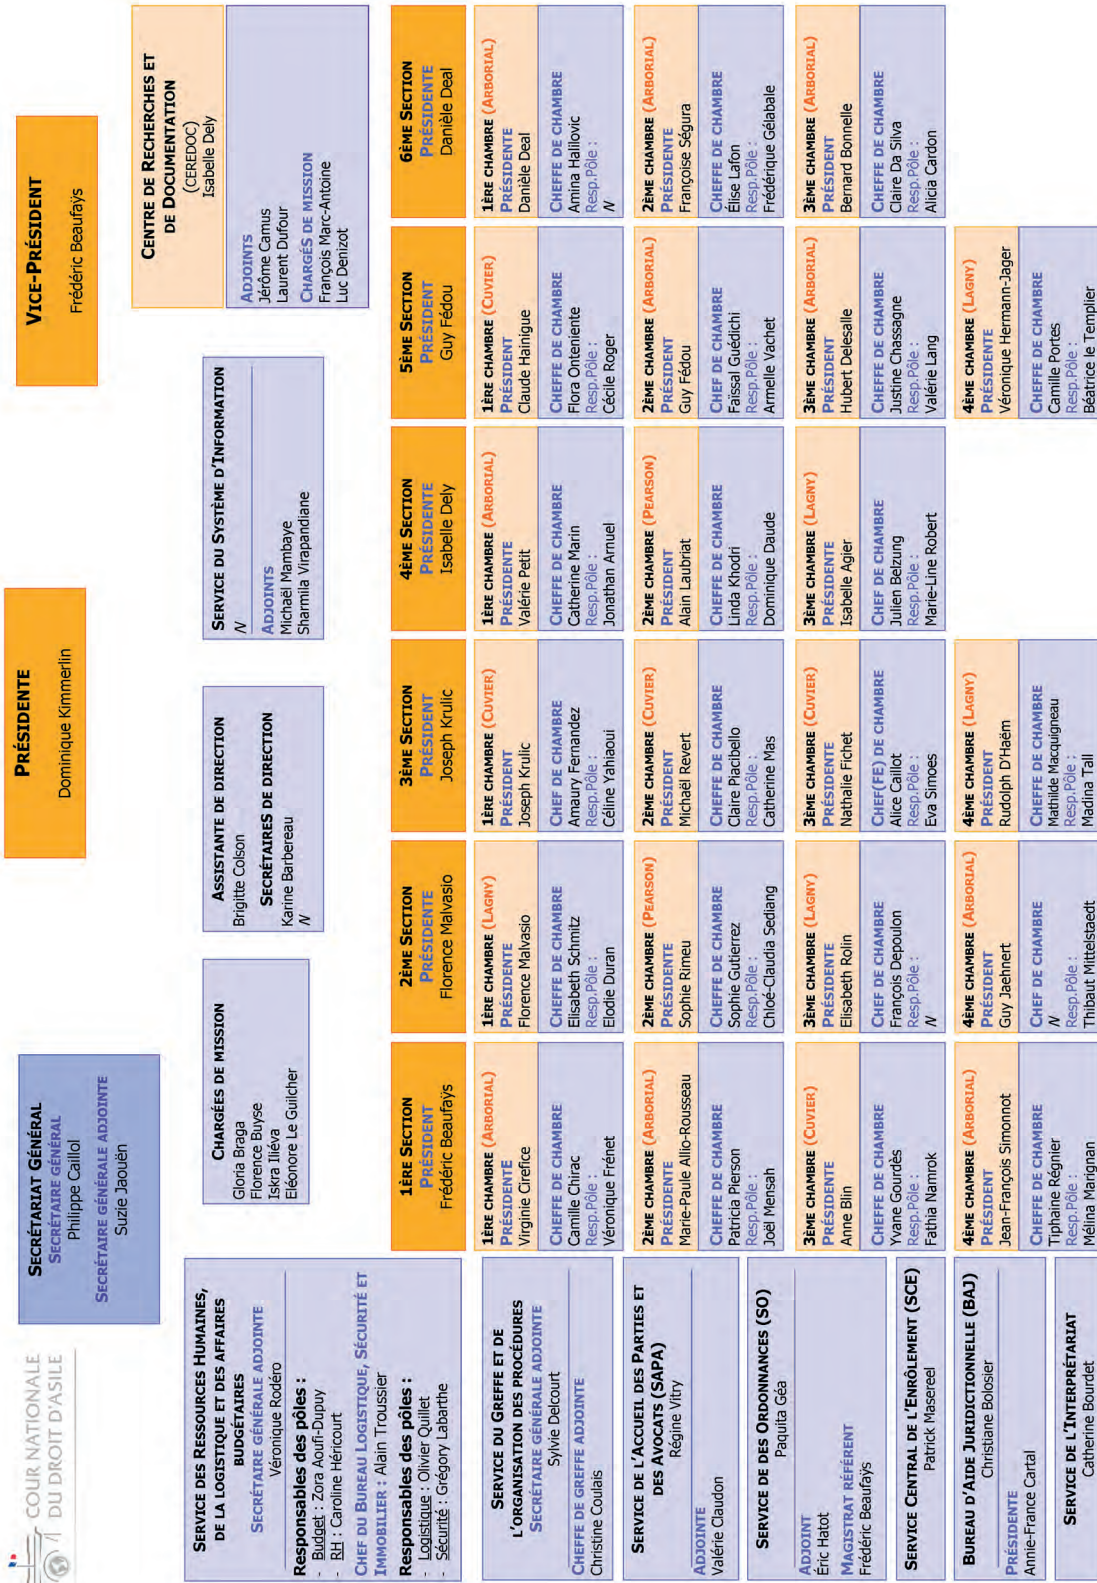 COUR NATIONALE
DU DROIT D'ASILE
SECRÉTARIAT GÉNÉRAL
SECRÉTAIRE GÉNÉRAL
Philippe Caillol
SECRÉTAIRE GÉNÉRALE ADJOINTE
Suzie Jaouën
PRÉSIDENTE
Dominique Kimmerlin
VICE-PRÉSIDENT
Frédéric Beaufaÿs
SERVICE DES RESSOURCES HUMAINES,
DE LA LOGISTIQUE ET DES AFFAIRES
BUDGÉTAIRES
SECRÉTAIRE GÉNÉRALE ADJOINTE
Véronique Rodéro
Responsables des pôles :
- Budget : Zora Aoufi-Dupuy
- RH : Caroline Héricourt
CHEF DU BUREAU LOGISTIQUE, SÉCURITÉ ET
IMMOBILIER : Alain Troussier
Responsables des pôles :
- Logistique : Olivier Quillet
- Sécurité : Grégory Labarthe
CHARGÉES DE MISSION
Gloria Braga
Florence Buyse
Iskra Iliéva
Eléonore Le Guilcher
ASSISTANTE DE DIRECTION
Brigitte Colson
SECRÉTAIRES DE DIRECTION
Karine Barbereau
N
SERVICE DU SYSTÈME D'INFORMATION
N
ADJOINTS
Michaël Mambaye
Sharmila Virapandiane
CENTRE DE RECHERCHES ET
DE DOCUMENTATION
(CEREDOC)
Isabelle Dely
ADJOINTS
Jérôme Camus
Laurent Dufour
CHARGÉS DE MISSION
François Marc-Antoine
Luc Denizot
SERVICE DU GREFFE ET DE
L'ORGANISATION DES PROCÉDURES
SECRÉTAIRE GÉNÉRALE ADJOINTE
Sylvie Delcourt
CHEFFE DE GREFFE ADJOINTE
Christine Coulais
SERVICE DE L'ACCUEIL DES PARTIES ET
DES AVOCATS (SAPA)
Régine Vitry
ADJOINTE
Valérie Claudon
SERVICE DE DES ORDONNANCES (SO)
Paquita Géa
ADJOINT
Éric Hatot
MAGISTRAT RÉFÉRENT
Frédéric Beaufaÿs
SERVICE CENTRAL DE L'ENRÔLEMENT (SCE)
Patrick Masereel
BUREAU D'AIDE JURIDICTIONNELLE (BAJ)
Christiane Bolosier
PRÉSIDENTE
Annie-France Cartal
SERVICE DE L'INTERPRÉTARIAT
Catherine Bourdet
1ÈRE SECTION
PRÉSIDENT
Frédéric Beaufaÿs
1ÈRE CHAMBRE (ARBORIAL)
PRÉSIDENTE
Virginie Cirefice
CHEFFE DE CHAMBRE
Camille Chirac
Resp.Pôle :
Véronique Frénet
2ÈME CHAMBRE (ARBORIAL)
PRÉSIDENTE
Marie-Paule Allio-Rousseau
CHEFFE DE CHAMBRE
Patricia Pierson
Resp.Pôle :
Joël Mensah
3ÈME CHAMBRE (CUVIER)
PRÉSIDENTE
Anne Blin
CHEFFE DE CHAMBRE
Yvane Gourdès
Resp.Pôle :
Fathia Namrok
4ÈME CHAMBRE (ARBORIAL)
PRÉSIDENT
Jean-François Simonnot
CHEFFE DE CHAMBRE
Tiphaine Régnier
Resp.Pôle :
Mélina Marignan
2ÈME SECTION
PRÉSIDENTE
Florence Malvasio
1ÈRE CHAMBRE (LAGNY)
PRÉSIDENTE
Florence Malvasio
CHEFFE DE CHAMBRE
Elisabeth Schmitz
Resp.Pôle :
Elodie Duran
2ÈME CHAMBRE (PEARSON)
PRÉSIDENTE
Sophie Rimeu
CHEFFE DE CHAMBRE
Sophie Gutierrez
Resp.Pôle :
Chloé-Claudia Sediang
3ÈME CHAMBRE (LAGNY)
PRÉSIDENTE
Elisabeth Rolin
CHEF DE CHAMBRE
François Depoulon
Resp.Pôle :
N
4ÈME CHAMBRE (ARBORIAL)
PRÉSIDENT
Guy Jaehnert
CHEF DE CHAMBRE
N
Resp.Pôle :
Thibaut Mittelstaedt
3ÈME SECTION
PRÉSIDENT
Joseph Krulic
1ÈRE CHAMBRE (CUVIER)
PRÉSIDENT
Joseph Krulic
CHEF DE CHAMBRE
Amaury Fernandez
Resp.Pôle :
Céline Yahiaoui
2ÈME CHAMBRE (CUVIER)
PRÉSIDENT
Michaël Revert
CHEFFE DE CHAMBRE
Claire Piacibello
Resp.Pôle :
Catherine Mas
3ÈME CHAMBRE (CUVIER)
PRÉSIDENT
Nathalie Fichet
CHEF(FE) DE CHAMBRE
Alice Caillot
Resp.Pôle :
Eva Simoes
4ÈME CHAMBRE (LAGNY)
PRÉSIDENT
Rudolph D'Haëm
CHEFFE DE CHAMBRE
Mathilde Macquigneau
Resp.Pôle :
Madina Tall
4ÈME SECTION
PRÉSIDENTE
Isabelle Dely
1ÈRE CHAMBRE (ARBORIAL)
PRÉSIDENTE
Valérie Petit
CHEFFE DE CHAMBRE
Catherine Marin
Resp.Pôle :
Jonathan Arnuel
2ÈME CHAMBRE (PEARSON)
PRÉSIDENT
Alain Laubriat
CHEFFE DE CHAMBRE
Linda Khodri
Resp.Pôle :
Dominique Daude
3ÈME CHAMBRE (LAGNY)
PRÉSIDENTE
Isabelle Agier
CHEF DE CHAMBRE
Julien Belzung
Resp.Pôle :
Marie-Line Robert
5ÈME SECTION
PRÉSIDENT
Guy Fédou
1ÈRE CHAMBRE (CUVIER)
PRÉSIDENT
Claude Hainigue
CHEFFE DE CHAMBRE
Flora Onteniente
Resp.Pôle :
Cécile Roger
2ÈME CHAMBRE (ARBORIAL)
PRÉSIDENT
Guy Fédou
CHEF DE CHAMBRE
Faïssal Guédichi
Resp.Pôle :
Armelle Vachet
3ÈME CHAMBRE (ARBORIAL)
PRÉSIDENT
Hubert Delesalle
CHEFFE DE CHAMBRE
Justine Chassagne
Resp.Pôle :
Valérie Lang
4ÈME CHAMBRE (LAGNY)
PRÉSIDENTE
Véronique Hermann-Jager
CHEFFE DE CHAMBRE
Camille Portes
Resp.Pôle :
Béatrice le Templier
6ÈME SECTION
PRÉSIDENTE
Danièle Deal
1ÈRE CHAMBRE (ARBORIAL)
PRÉSIDENTE
Danièle Deal
CHEFFE DE CHAMBRE
Amina Halilovic
Resp.Pôle :
N
2ÈME CHAMBRE (ARBORIAL)
PRÉSIDENTE
Françoise Ségura
CHEFFE DE CHAMBRE
Élise Lafon
Resp.Pôle :
Frédérique Gélabale
3ÈME CHAMBRE (ARBORIAL)
PRÉSIDENT
Bernard Bonnelle
CHEFFE DE CHAMBRE
Claire Da Silva
Resp.Pôle :
Alicia Cardon